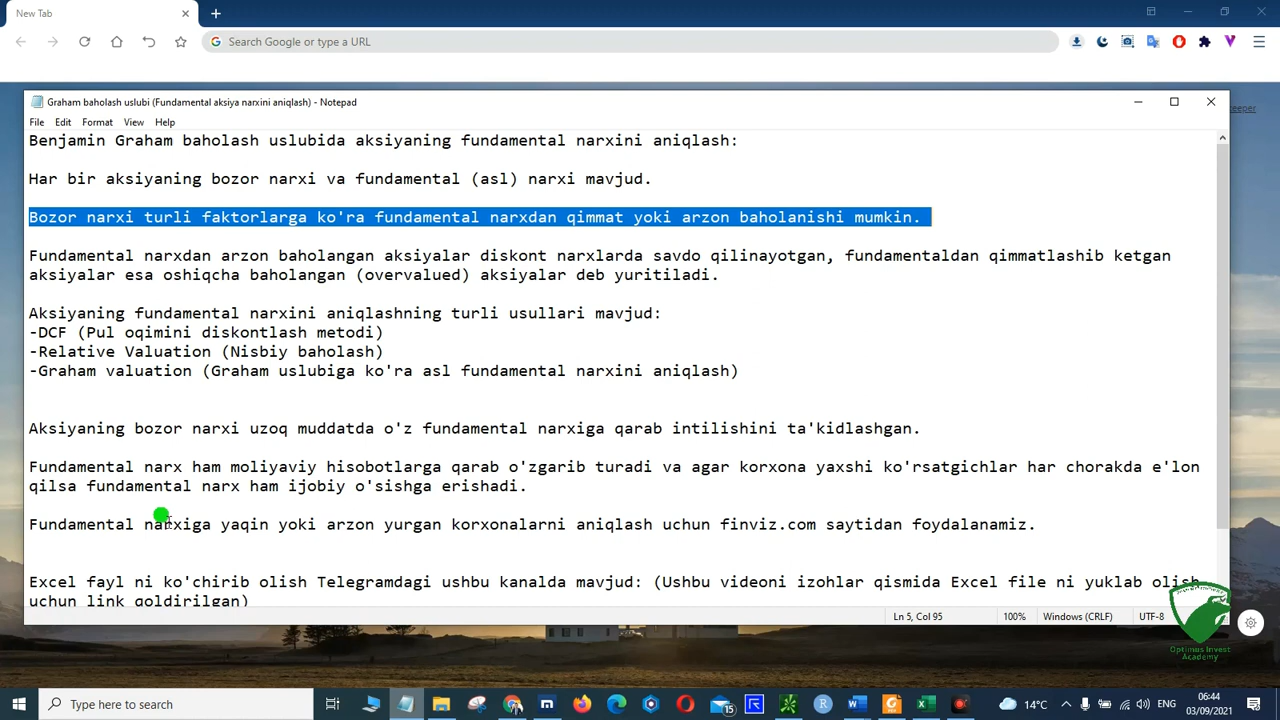 New Tab
Search Google or type a URL
eeper
Graham baholash uslubi (Fundamental aksiya narxini aniqlash) - Notepad
File Edit Format View Help
Benjamin Graham baholash uslubida aksiyaning fundamental narxini aniqlash:
Har bir aksiyaning bozor narxi va fundamental (asl) narxi mavjud.
Bozor narxi turli faktorlarga ko'ra fundamental narxdan qimmat yoki arzon baholanishi mumkin.
Fundamental narxdan arzon baholangan aksiyalar diskont narxlarda savdo qilinayotgan, fundamentaldan qimmatlashib ketgan
aksiyalar esa oshiqcha baholangan (overvalued) aksiyalar deb yuritiladi.
Aksiyaning fundamental narxini aniqlashning turli usullari mavjud:
-DCF (Pul oqimini diskontlash metodi)
-Relative Valuation (Nisbiy baholash)
-Graham valuation (Graham uslubiga ko'ra asl fundamental narxini aniqlash)
Aksiyaning bozor narxi uzoq muddatda o'z fundamental narxiga qarab intilishini ta'kidlashgan.
Fundamental narx ham moliyaviy hisobotlarga qarab o'zgarib turadi va agar korxona yaxshi ko'rsatgichlar har chorakda e'lon
qilsa fundamental narx ham ijobiy o'sishga erishadi.
Fundamental narxiga yaqin yoki arzon yurgan korxonalarni aniqlash uchun finviz.com saytidan foydalanamiz.
Excel fayl ni ko'chirib olish Telegramdagi ushbu kanalda mavjud: (Ushbu videoni izohlar qismida Excel file ni yuklab olish
uchun link qoldirilgan)
Ln 5, Col 95 100% Windows (CRLF) UTF-8
Optimus Invest
Academy
Type here to search
15
14°C
ENG
06:44
03/09/2021